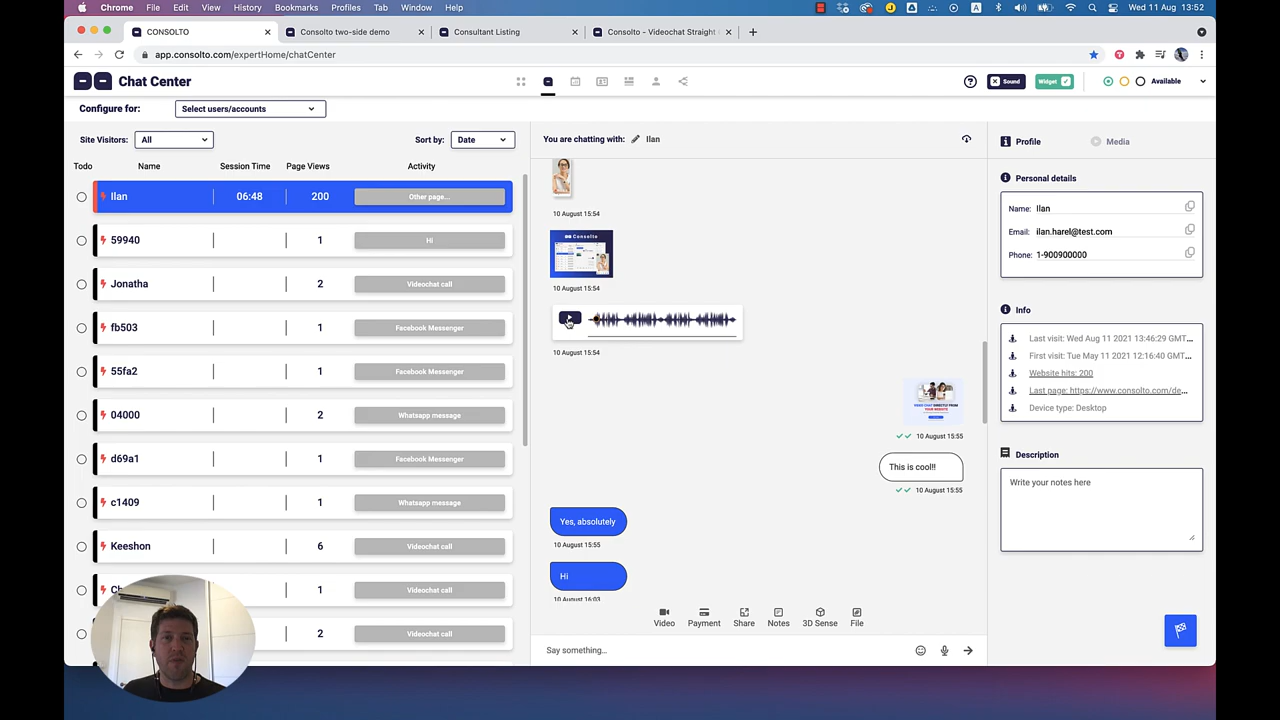 Chrome File Edit View History Bookmarks Profiles Tab Window Help
Wed 11 Aug 13:52
CONSOLTO
Consolto two-side demo
Consultant Listing
Consolto - Videochat Straight
app.consolto.com/expertHome/chatCenter
Chat Center
Sound
Widget
Available
Configure for:
Select users/accounts
Site Visitors:
All
Sort by:
Date
Todo Name Session Time Page Views Activity
Ilan 06:48 200 Other page...
59940 1 Hi
Jonatha 2 Videochat call
fb503 1 Facebook Messenger
55fa2 1 Facebook Messenger
04000 2 Whatsapp message
d69a1 1 Facebook Messenger
c1409 1 Whatsapp message
Keeshon 6 Videochat call
1 Videochat call
2 Videochat call
You are chatting with: Ilan
10 August 15:54
Consolto
10 August 15:54
10 August 15:54
10 August 15:55
This is cool!!
10 August 15:55
Yes, absolutely
10 August 15:55
Hi
10 August 16:03
Video Payment Share Notes 3D Sense File
Say something...
Profile
Media
Personal details
Name: Ilan
Email: ilan.harel@test.com
Phone: 1-900900000
Info
Last visit: Wed Aug 11 2021 13:46:29 GMT...
First visit: Tue May 11 2021 12:16:40 GMT...
Website hits: 200
Last page: https://www.consolto.com/de...
Device type: Desktop
Description
Write your notes here